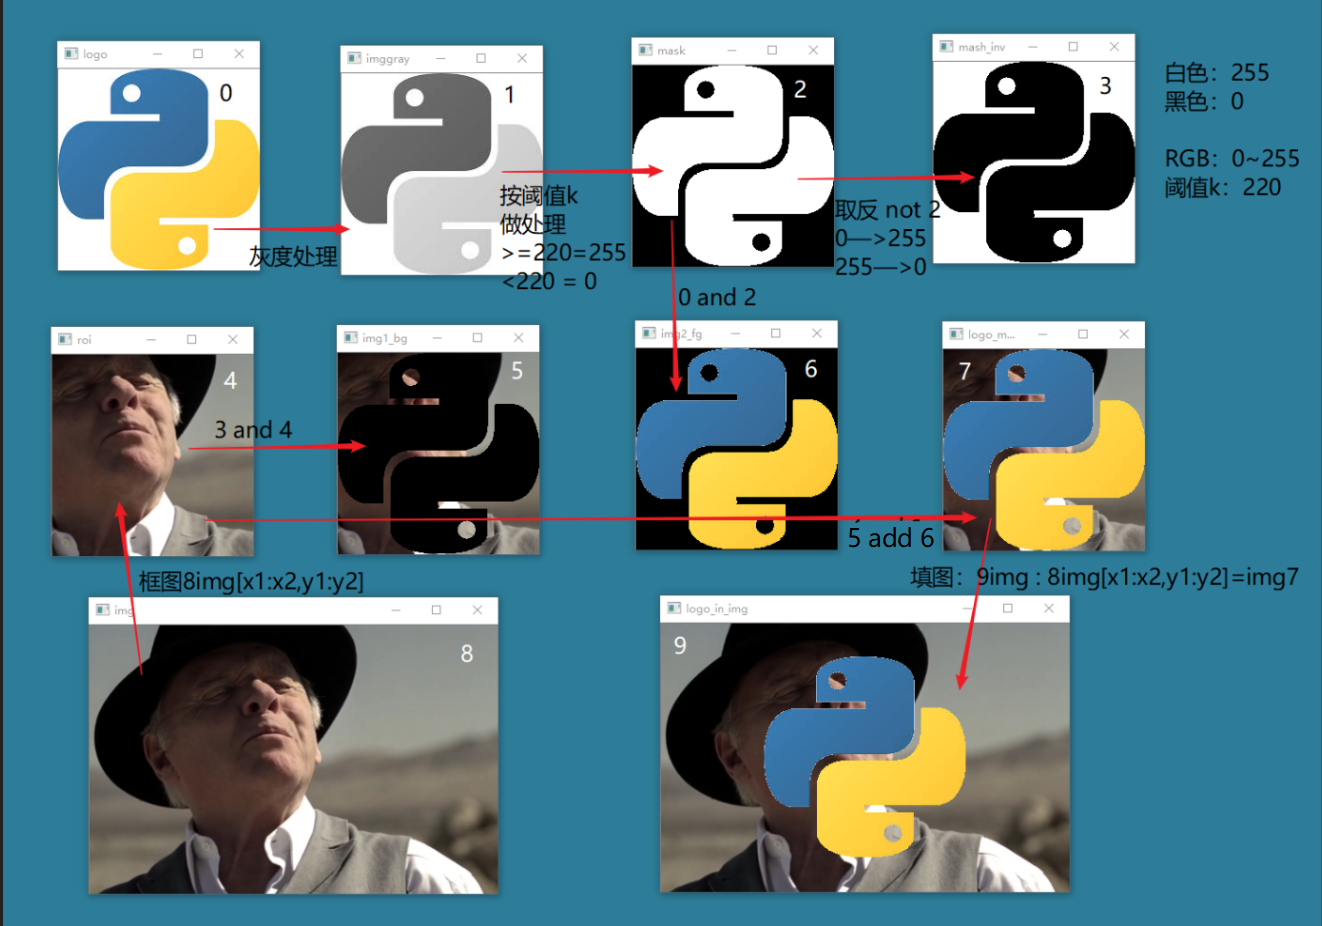 logo
0
imggray
1
mask
2
mash_inv
3
白色：255
黑色：0
RGB：0~255
阈值k：220
灰度处理
按阈值k
做处理
>=220=255
<220 = 0
取反 not 2
0—>255
255—>0
0 and 2
roi
4
3 and 4
img1_bg
5
img2_fg
6
logo_m...
7
5 add 6
框图8img[x1:x2,y1:y2]
填图：9img : 8img[x1:x2,y1:y2]=img7
img
8
logo_in_img
9